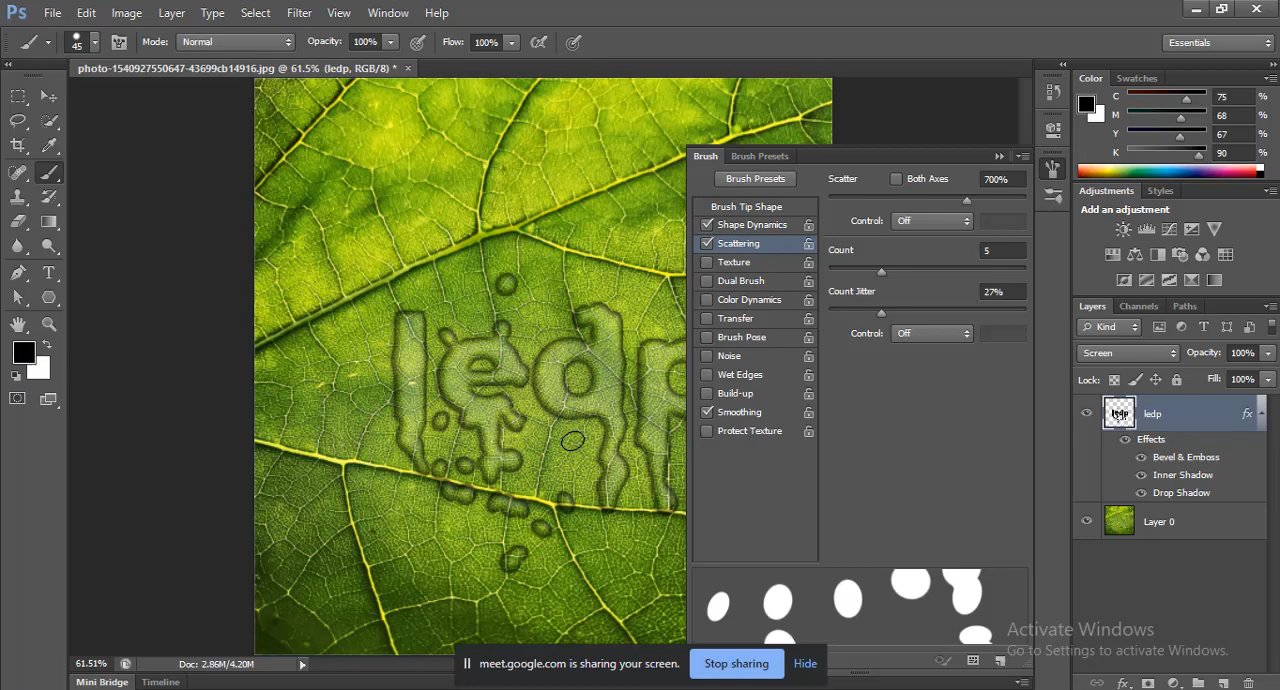 Ps File Edit Image Layer Type Select Filter View Window Help
45 Mode: Normal Opacity: 100% Flow: 100% Essentials
photo-1540927550647-43699cb14916.jpg @ 61.5% (ledp, RGB/8) * ×
Color Swatches
C 75 %
M 68 %
Y 67 %
K 90 %
Brush Brush Presets
Brush Presets Scatter Both Axes 700%
Brush Tip Shape
Shape Dynamics Control: Off
Scattering Count 5
Texture
Dual Brush
Count Jitter 27%
Color Dynamics
Transfer
Brush Pose Control: Off
Noise
Wet Edges
Build-up
Smoothing
Protect Texture
Adjustments Styles
Add an adjustment
Layers Channels Paths
Kind
Screen Opacity: 100%
Lock: Fill: 100%
ledp ledp fx
Effects
Bevel & Emboss
Inner Shadow
Drop Shadow
Layer 0
ledp
Activate Windows
Go to Settings to activate Windows.
61.51% Doc: 2.86M/4.20M
meet.google.com is sharing your screen. Stop sharing Hide
Mini Bridge Timeline
fx